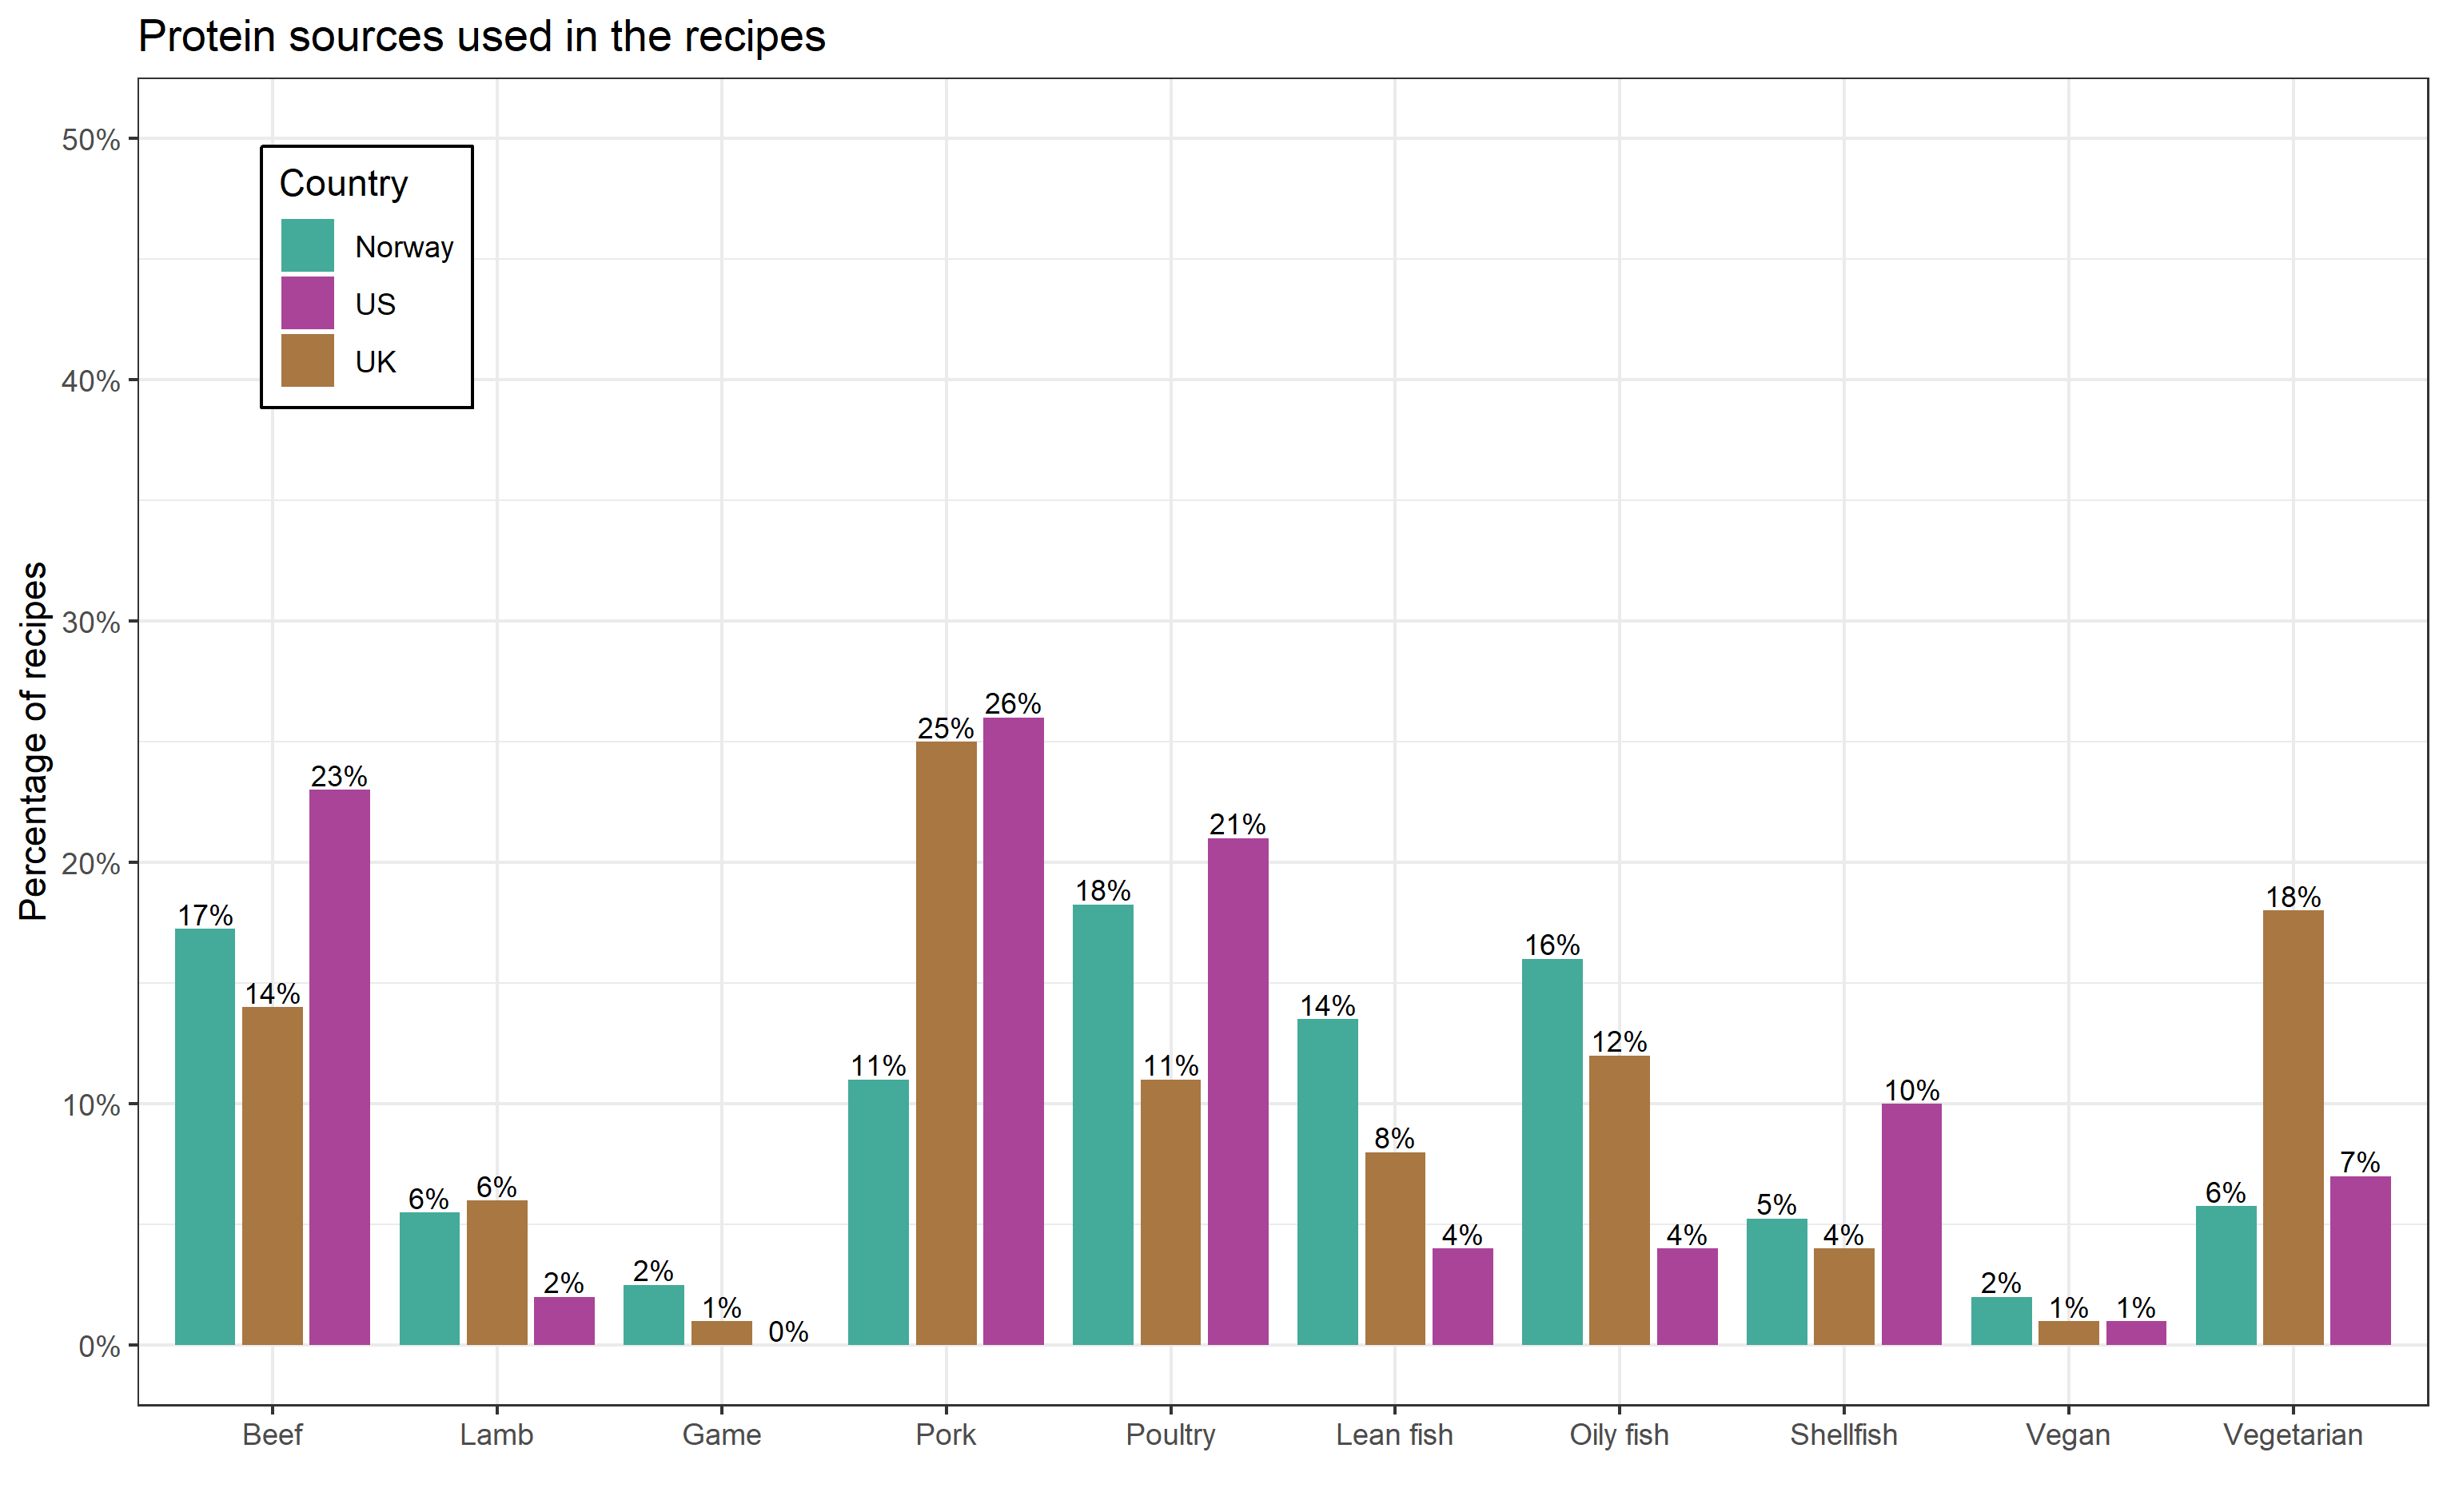 Protein sources used in the recipes
Percentage of recipes
50%
40%
30%
20%
10%
0%
Country
Norway
US
UK
17%
14%
23%
6%
6%
2%
2%
1%
0%
11%
25%
26%
18%
11%
21%
14%
8%
4%
16%
12%
4%
5%
4%
10%
2%
1%
1%
6%
18%
7%
Beef
Lamb
Game
Pork
Poultry
Lean fish
Oily fish
Shellfish
Vegan
Vegetarian